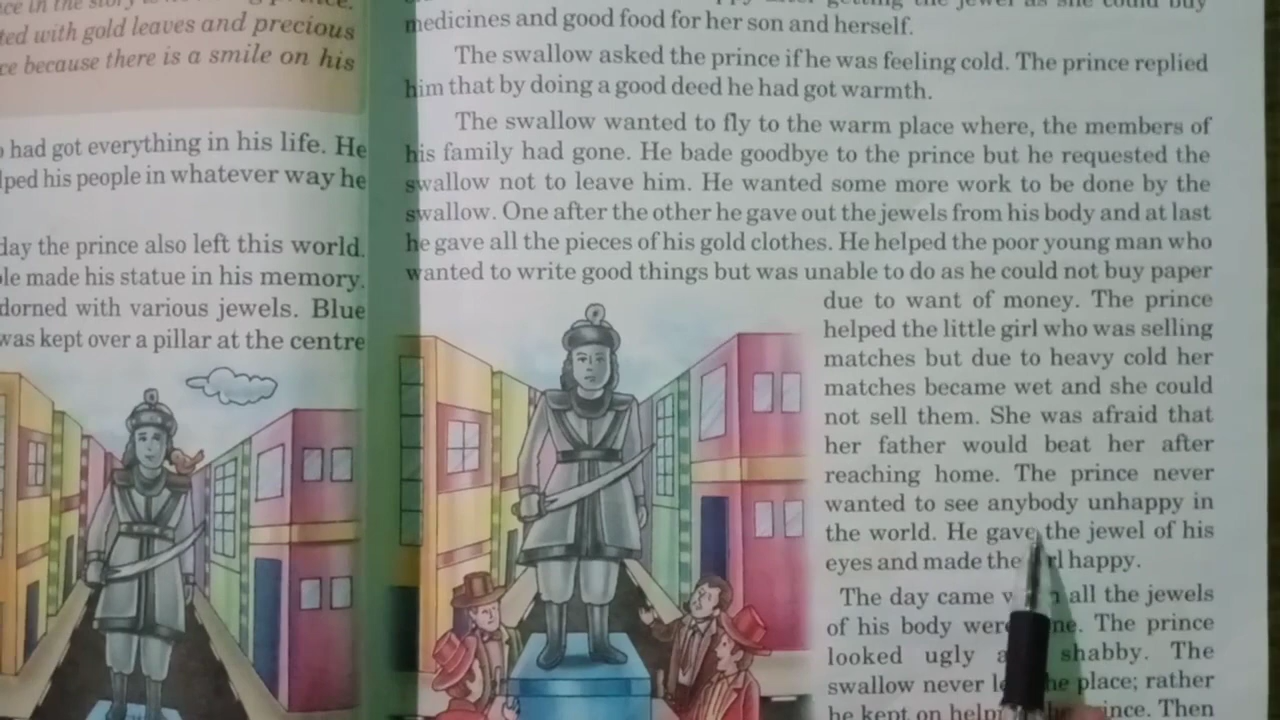 ted with gold leaves and precious
ce because there is a smile on his
had got everything in his life. He
lped his people in whatever way he
day the prince also left this world.
ple made his statue in his memory.
dorned with various jewels. Blue
was kept over a pillar at the centre
medicines and good food for her son and herself.
The swallow asked the prince if he was feeling cold. The prince replied
him that by doing a good deed he had got warmth.
The swallow wanted to fly to the warm place where, the members of
his family had gone. He bade goodbye to the prince but he requested the
swallow not to leave him. He wanted some more work to be done by the
swallow. One after the other he gave out the jewels from his body and at last
he gave all the pieces of his gold clothes. He helped the poor young man who
wanted to write good things but was unable to do as he could not buy paper
due to want of money. The prince
helped the little girl who was selling
matches but due to heavy cold her
matches became wet and she could
not sell them. She was afraid that
her father would beat her after
reaching home. The prince never
wanted to see anybody unhappy in
the world. He gave the jewel of his
eyes and made the happy.
The day came all the jewels
of his body The prince
looked ugly shabby. The
swallow never place; rather
he kept on Then